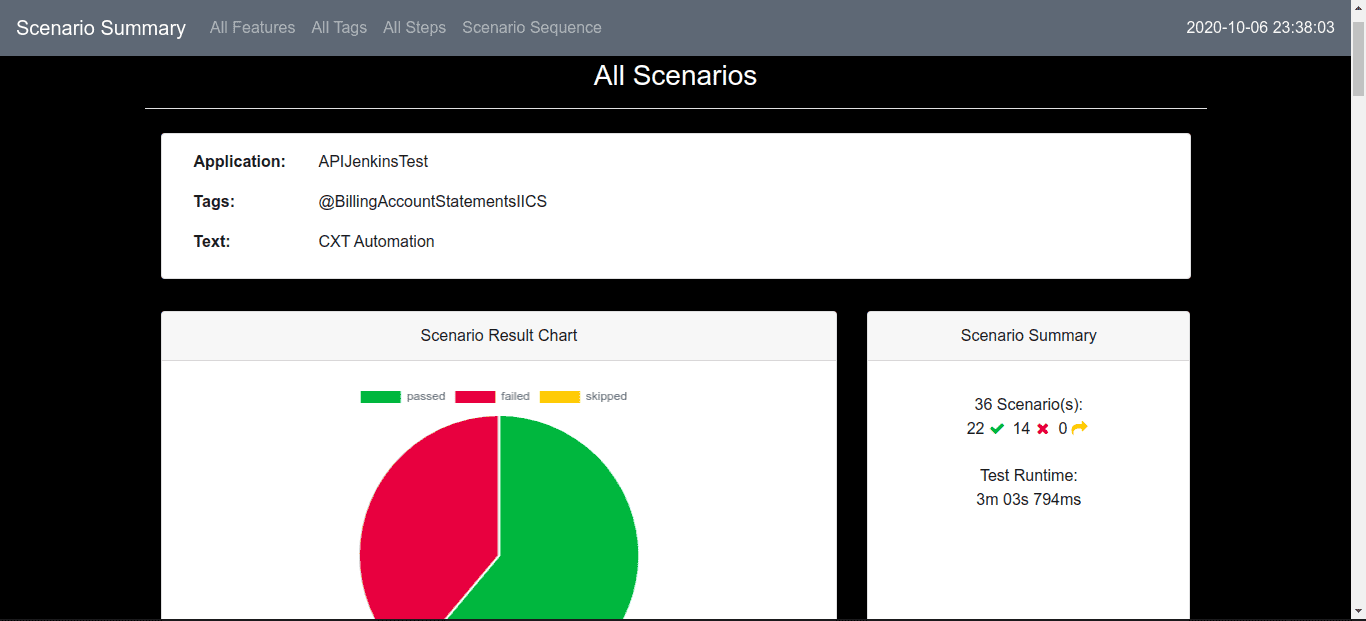 Scenario Summary All Features All Tags All Steps Scenario Sequence 2020-10-06 23:38:03
All Scenarios
Application: APIJenkinsTest
Tags: @BillingAccountStatementsIICS
Text: CXT Automation
Scenario Result Chart
passed failed skipped
Scenario Summary
36 Scenario(s):
22 14 0
Test Runtime:
3m 03s 794ms